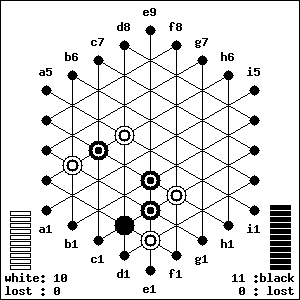 e9
d8 f8
c7 g7
b6 h6
a5 i5
a1 i1
b1 h1
c1 g1
d1 f1
e1
white: 10 11 :black
lost : 0 0 : lost